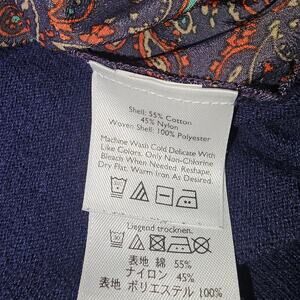 Shell: 55% Cotton
45% Nylon
Woven Shell: 100% Polyester
Machine Wash Cold Delicate With
Like Colors. Only Non-Chlorine
Bleach When Needed. Reshape,
Dry Flat. Warm Iron As Desired.
Liegend trocknen.
表地 綿 55%
ナイロン 45%
表地 ポリエステル 100%